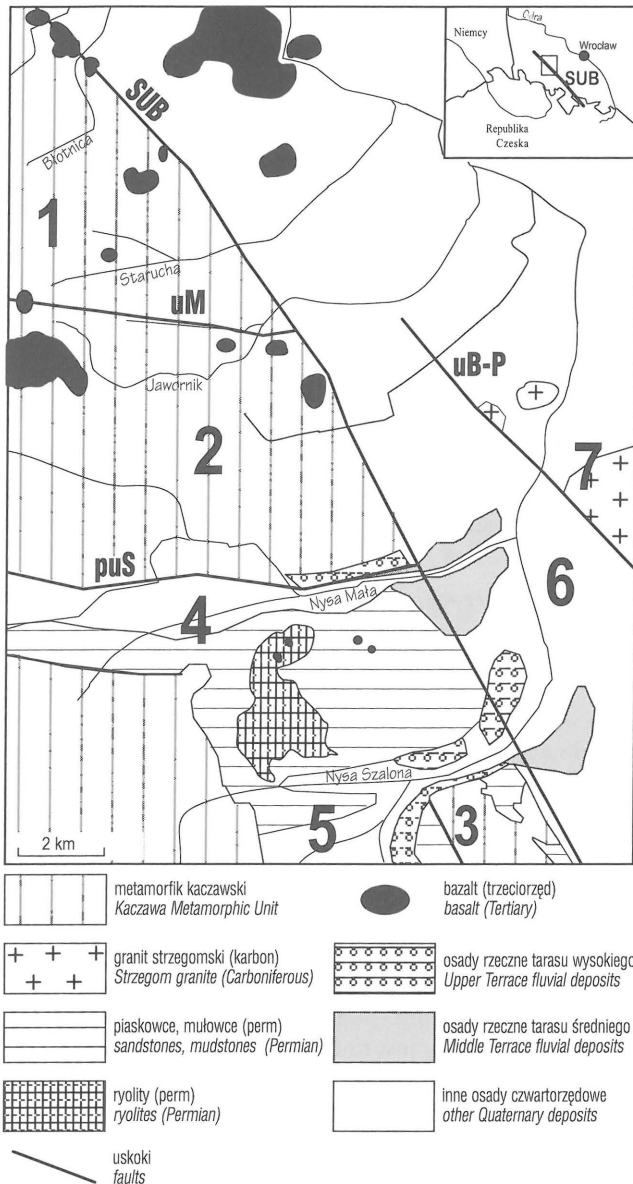 Odra
Niemcy
Wrocław
SUB
Republika
Czeska
SUB
Błotnica
1
Starucha
uM
uB-P
Jawornik
2
7
puS
Nysa Mała
6
4
Nysa Szalona
5
3
2 km
metamorfik kaczawski
Kaczawa Metamorphic Unit
bazalt (trzeciorzęd)
basalt (Tertiary)
granit strzegomski (karbon)
Strzegom granite (Carboniferous)
osady rzeczne tarasu wysokiego
Upper Terrace fluvial deposits
piaskowce, mułowce (perm)
sandstones, mudstones (Permian)
osady rzeczne tarasu średniego
Middle Terrace fluvial deposits
ryolity (perm)
ryolites (Permian)
inne osady czwartorzędowe
other Quaternary deposits
uskoki
faults